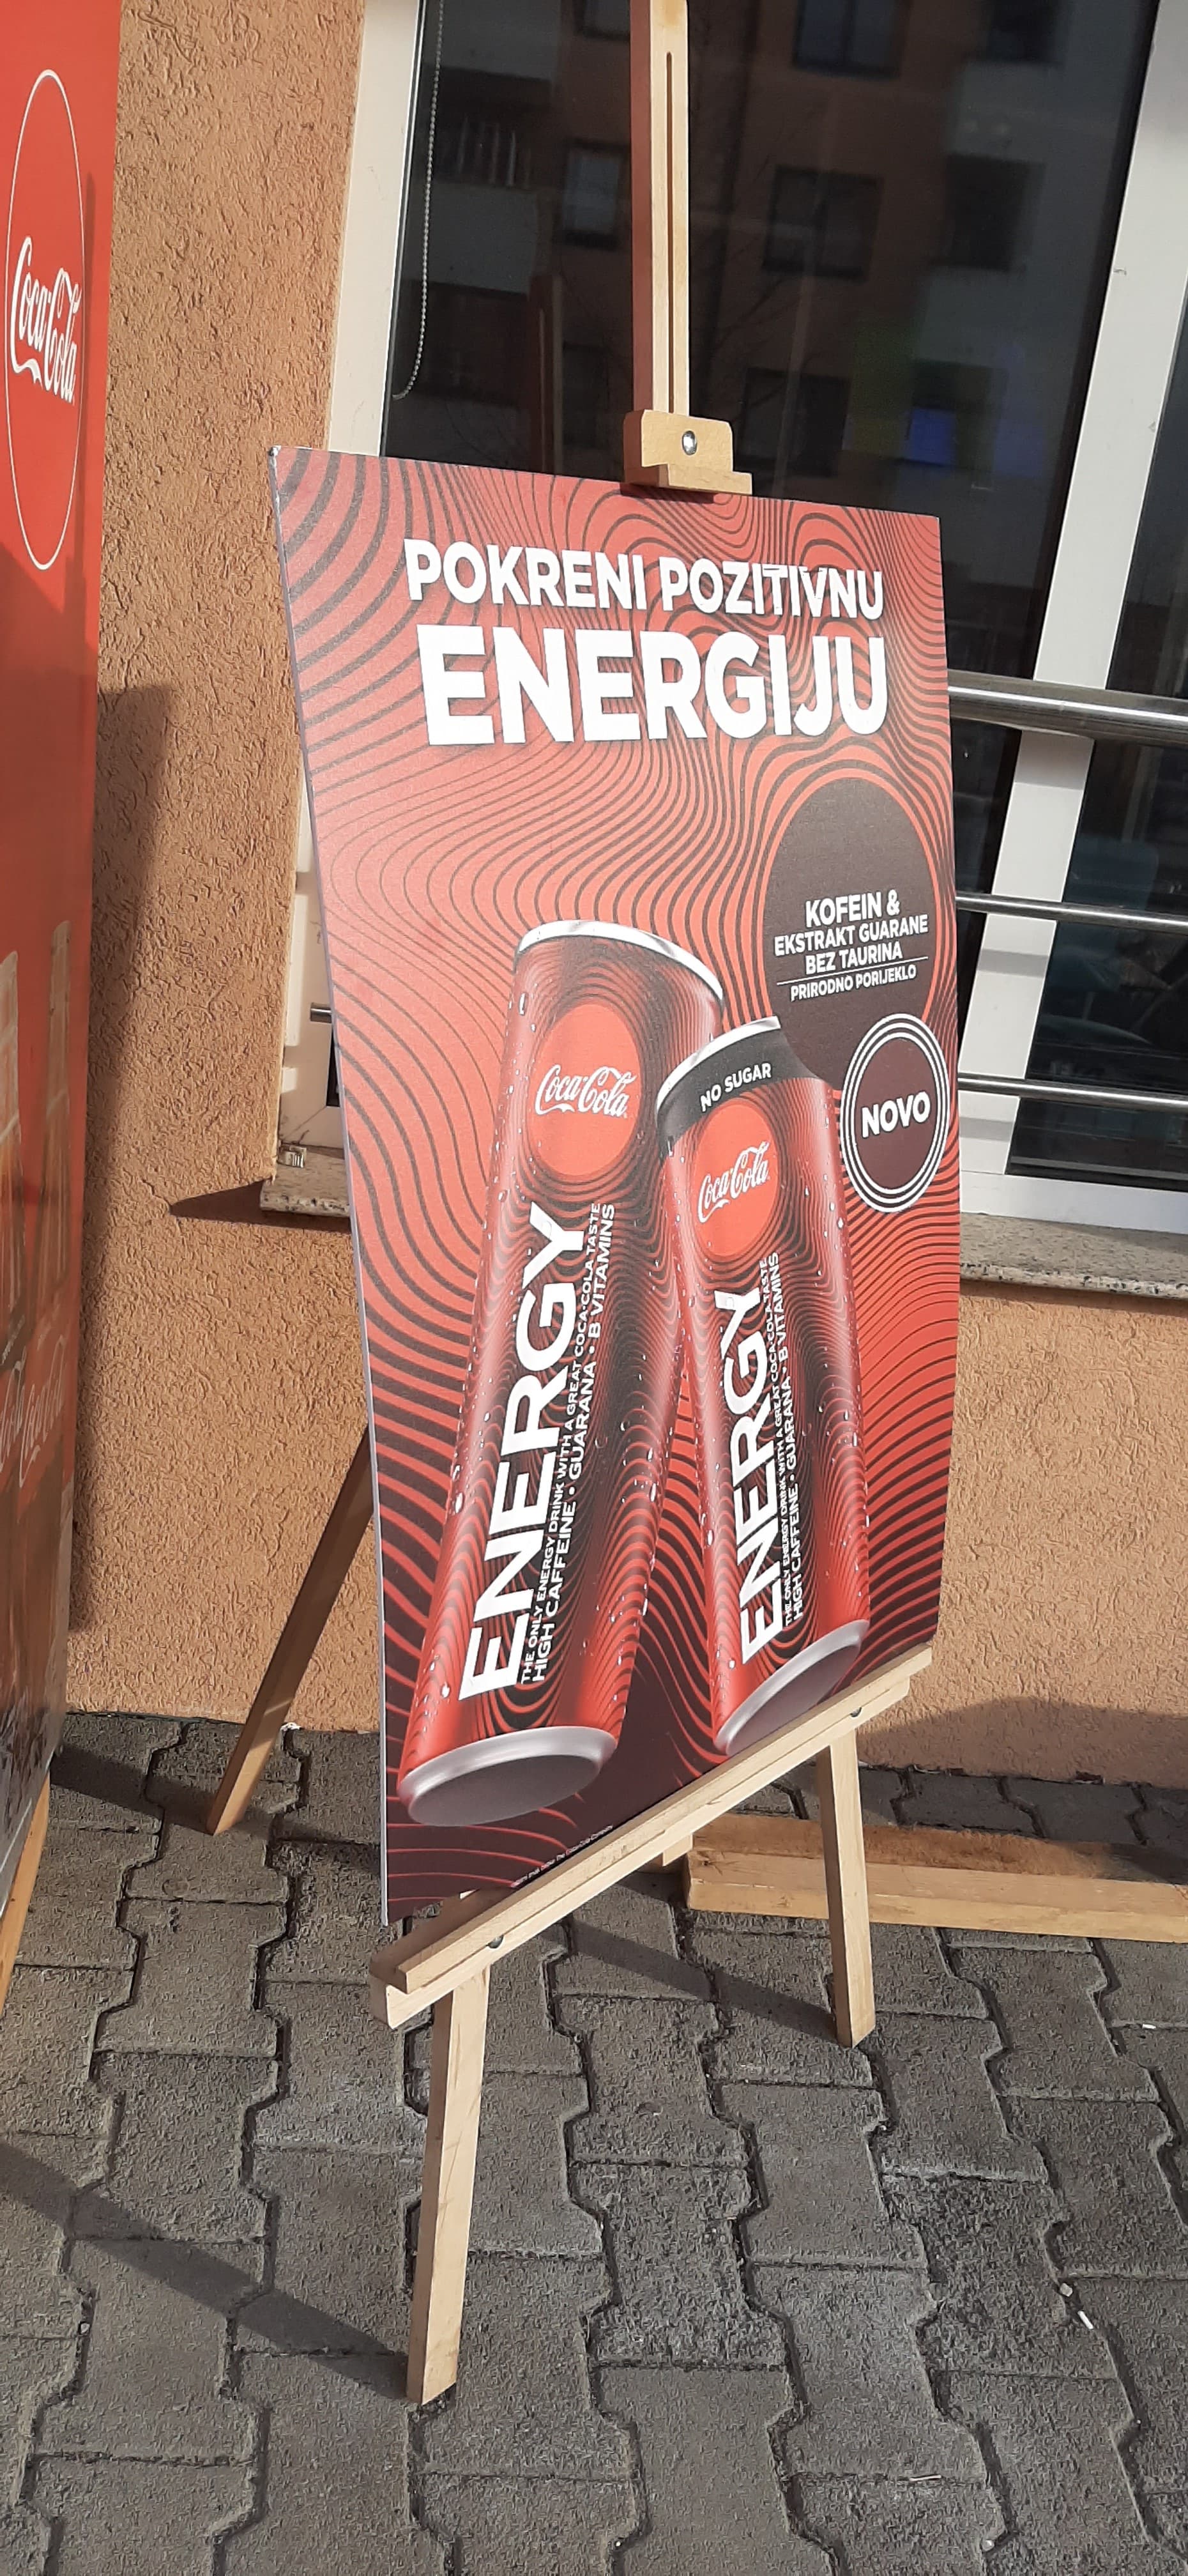 Coca-Cola
POKRENI POZITIVNU
ENERGIJU
KOFEIN &
EKSTRAKT GUARANE
BEZ TAURINA
PRIRODNO PORIJEKLO
NOVO
Coca-Cola
ENERGY
THE ONLY ENERGY DRINK WITH A GREAT COCA-COLA TASTE
HIGH CAFFEINE • GUARANA • B VITAMINS
NO SUGAR
Coca-Cola
ENERGY
THE ONLY ENERGY DRINK WITH A GREAT COCA-COLA TASTE
HIGH CAFFEINE • GUARANA • B VITAMINS